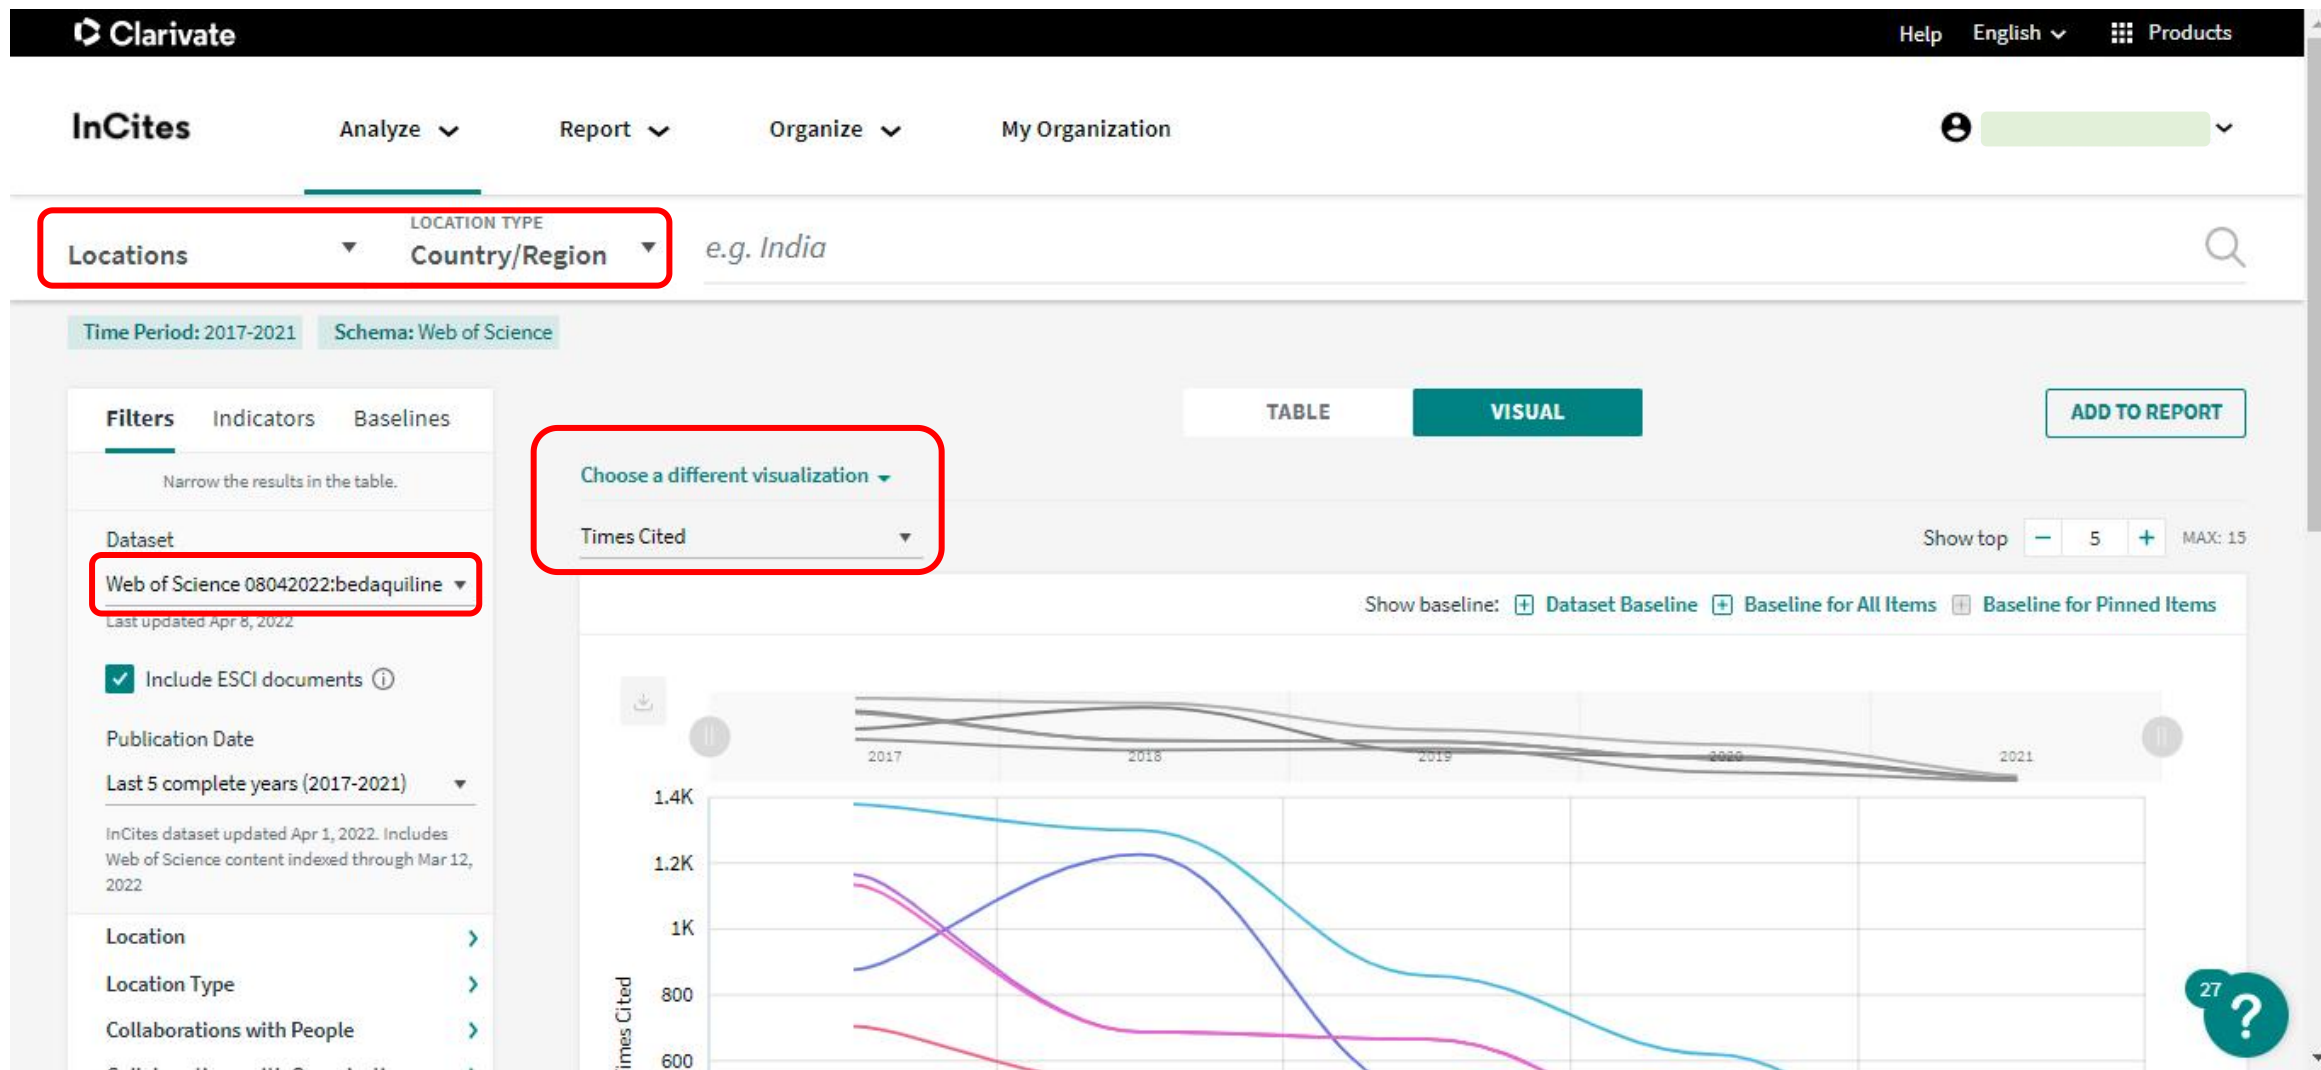 Clarivate
Help English Products
InCites Analyze Report Organize My Organization
LOCATION TYPE
Locations Country/Region e.g. India
Time Period: 2017-2021 Schema: Web of Science
Filters Indicators Baselines
TABLE VISUAL ADD TO REPORT
Narrow the results in the table.
Choose a different visualization
Dataset
Times Cited
Show top − 5 + MAX: 15
Web of Science 08042022:bedaquiline
Last updated Apr 8, 2022
Show baseline: Dataset Baseline Baseline for All Items Baseline for Pinned Items
Include ESCI documents
Publication Date
Last 5 complete years (2017-2021)
InCites dataset updated Apr 1, 2022. Includes
Web of Science content indexed through Mar 12,
2022
2017 2018 2019 2020 2021
1.4K
1.2K
1K
800
600
Times Cited
Location
Location Type
Collaborations with People
27
?